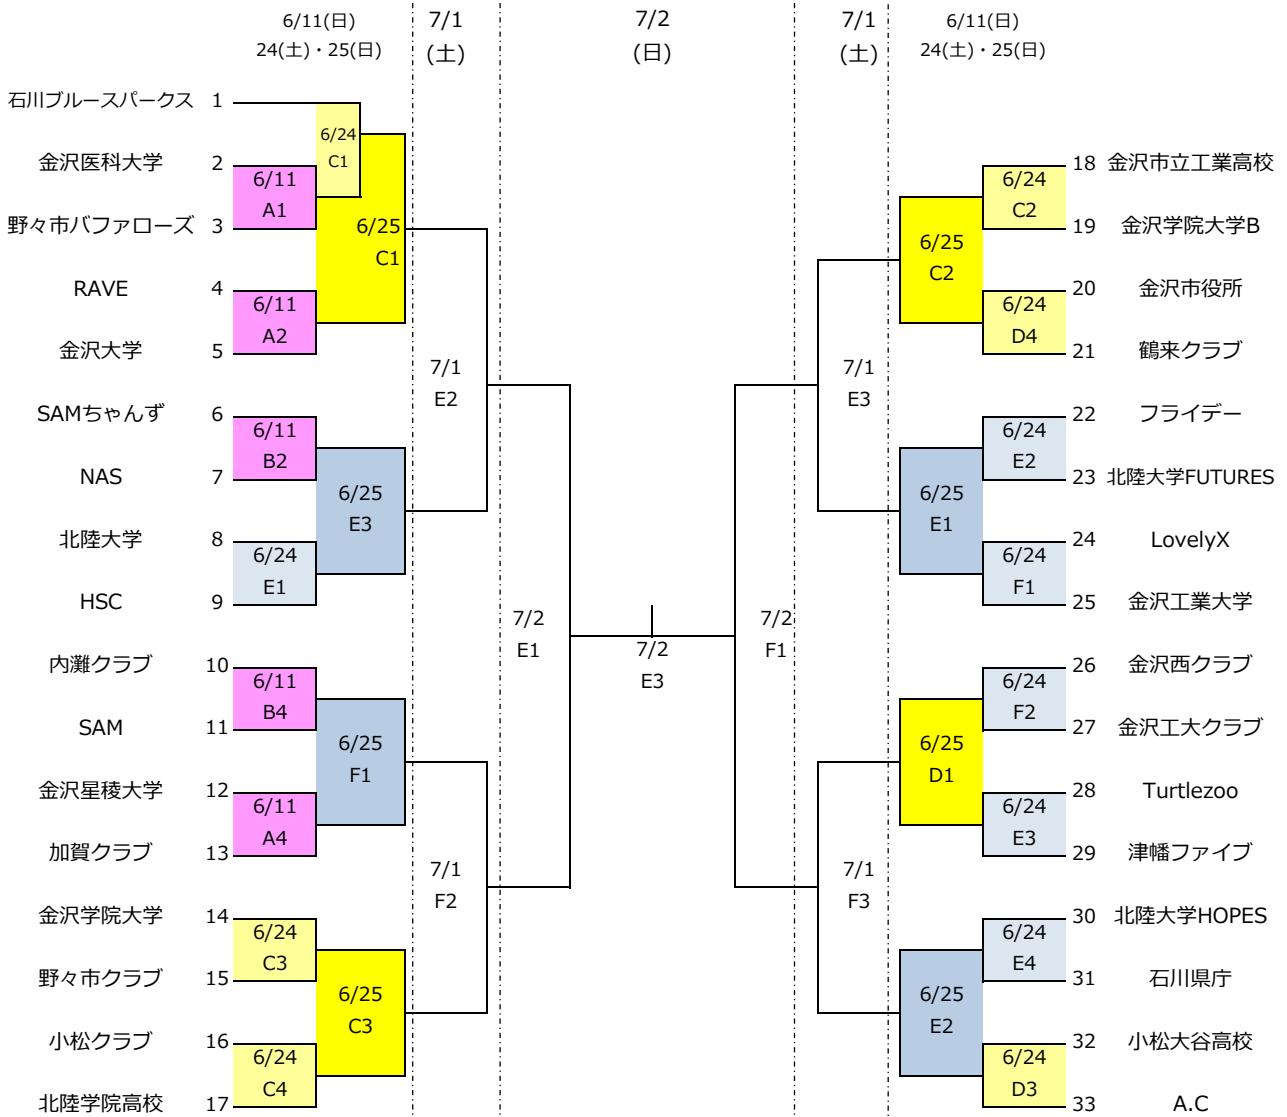 6/11(日)
24(土)・25(日)
7/1
(土)
7/2
(日)
7/1
(土)
6/11(日)
24(土)・25(日)
石川ブルースパークス 1
金沢医科大学 2
野々市バファローズ 3
RAVE 4
金沢大学 5
SAMちゃんず 6
NAS 7
北陸大学 8
HSC 9
内灘クラブ 10
SAM 11
金沢星稜大学 12
加賀クラブ 13
金沢学院大学 14
野々市クラブ 15
小松クラブ 16
北陸学院高校 17
6/24
C1
6/11
A1
6/11
A2
6/11
B2
6/24
E1
6/11
B4
6/11
A4
6/24
C3
6/24
C4
6/25
C1
6/25
E3
6/25
F1
6/25
C3
7/1
E2
7/1
F2
7/2
E1
7/2
E3
7/2
F1
7/1
E3
7/1
F3
6/25
C2
6/25
E1
6/25
D1
6/25
E2
6/24
C2
6/24
D4
6/24
E2
6/24
F1
6/24
F2
6/24
E3
6/24
E4
6/24
D3
18 金沢市立工業高校
19 金沢学院大学B
20 金沢市役所
21 鶴来クラブ
22 フライデー
23 北陸大学FUTURES
24 LovelyX
25 金沢工業大学
26 金沢西クラブ
27 金沢工大クラブ
28 Turtlezoo
29 津幡ファイブ
30 北陸大学HOPES
31 石川県庁
32 小松大谷高校
33 A.C